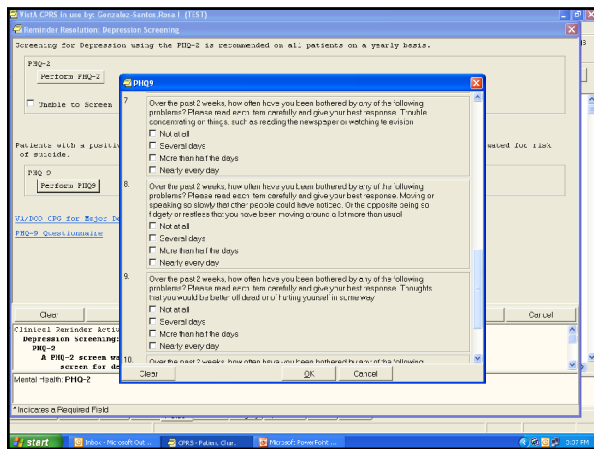 VistA CPRS in use by: Gonzalez-Santos,Rosa I (TEST)
Reminder Resolution: Depression Screening
Screening for Depression using the PHQ-2 is recommended on all patients on a yearly basis.
PHQ-2
Perform PHQ-2
Unable to Screen
Patients with a positiv
uated for risk
of suicide.
PHQ 9
Perform PHQ9
VA/DOD CPG for Major De
PHQ-9 Questionnaire
PHQ9
7.
Over the past 2 weeks, how often have you been bothered by any of the following
problems? Please read each item carefully and give your best response. Trouble
concentrating on things, such as reading the newspaper or watching television
Not at all
Several days
More than half the days
Nearly every day
8.
Over the past 2 weeks, how often have you been bothered by any of the following
problems? Please read each item carefully and give your best response. Moving or
speaking so slowly that other people could have noticed. Or the opposite being so
fidgety or restless that you have been moving around a lot more than usual
Not at all
Several days
More than half the days
Nearly every day
9.
Over the past 2 weeks, how often have you been bothered by any of the following
problems? Please read each item carefully and give your best response. Thoughts
that you would be better off dead or of hurting yourself in some way
Not at all
Several days
More than half the days
Nearly every day
10.
Over the past 2 weeks, how often have you been bothered by any of the following
Clear
OK
Cancel
Clear
Cancel
Clinical Reminder Activ
Depression Screening:
PHQ-2
A PHQ-2 screen wa
screen for de
Mental Health: PHQ-2
* Indicates a Required Field
start
Inbox - Microsoft Out ...
CPRS - Patient Char...
Microsoft PowerPoint ...
3:37 PM